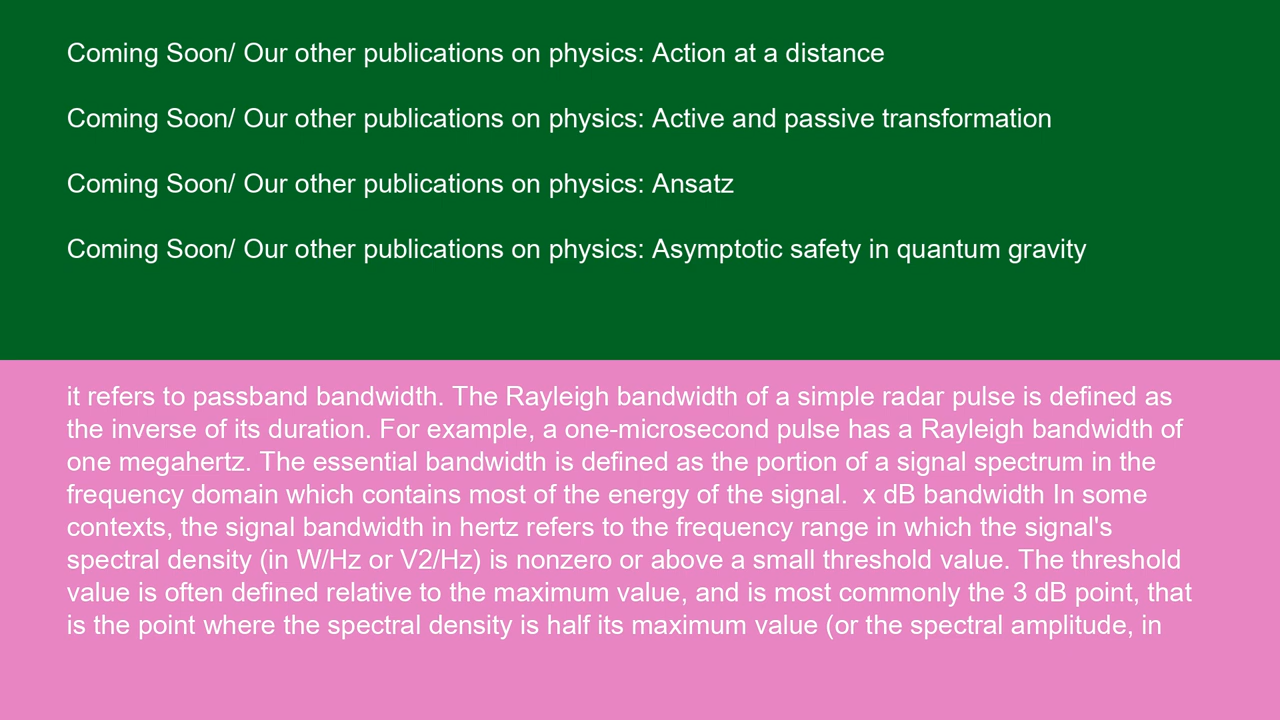 Coming Soon/ Our other publications on physics: Action at a distance
Coming Soon/ Our other publications on physics: Active and passive transformation
Coming Soon/ Our other publications on physics: Ansatz
Coming Soon/ Our other publications on physics: Asymptotic safety in quantum gravity
it refers to passband bandwidth. The Rayleigh bandwidth of a simple radar pulse is defined as
the inverse of its duration. For example, a one-microsecond pulse has a Rayleigh bandwidth of
one megahertz. The essential bandwidth is defined as the portion of a signal spectrum in the
frequency domain which contains most of the energy of the signal.  x dB bandwidth In some
contexts, the signal bandwidth in hertz refers to the frequency range in which the signal's
spectral density (in W/Hz or V2/Hz) is nonzero or above a small threshold value. The threshold
value is often defined relative to the maximum value, and is most commonly the 3 dB point, that
is the point where the spectral density is half its maximum value (or the spectral amplitude, in